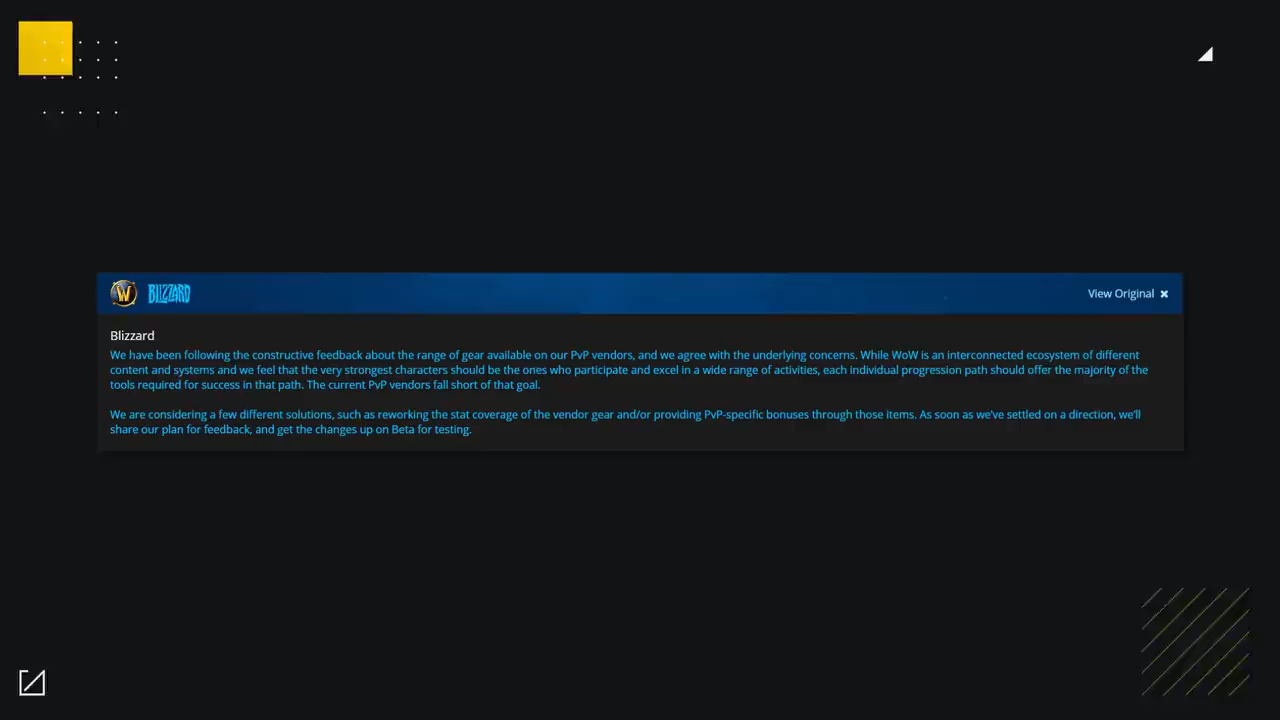 BLIZZARD
View Original ✖
Blizzard
We have been following the constructive feedback about the range of gear available on our PvP vendors, and we agree with the underlying concerns. While WoW is an interconnected ecosystem of different
content and systems and we feel that the very strongest characters should be the ones who participate and excel in a wide range of activities, each individual progression path should offer the majority of the
tools required for success in that path. The current PvP vendors fall short of that goal.
We are considering a few different solutions, such as reworking the stat coverage of the vendor gear and/or providing PvP-specific bonuses through those items. As soon as we've settled on a direction, we'll
share our plan for feedback, and get the changes up on Beta for testing.